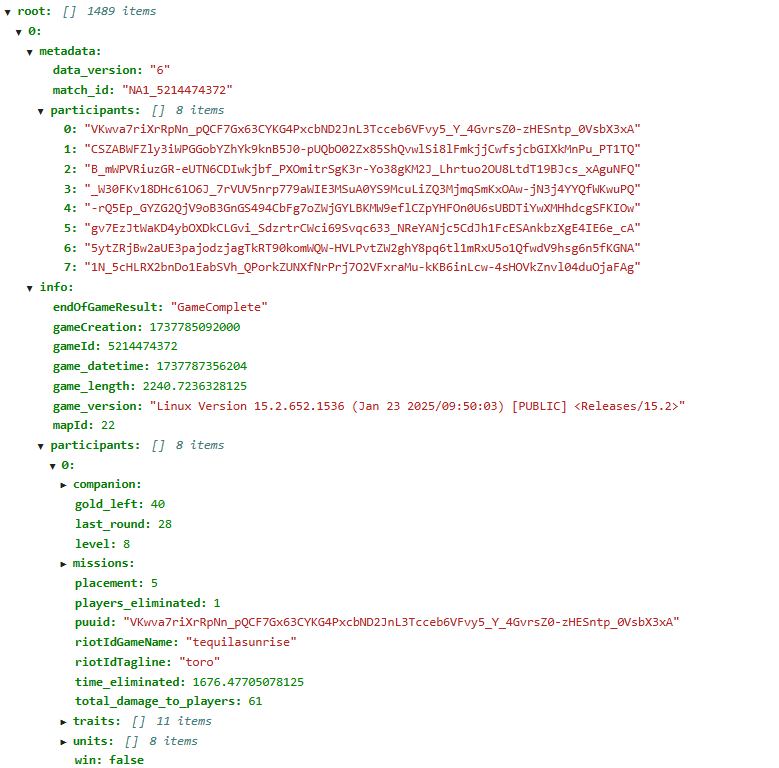 root: [] 1489 items
0:
metadata:
data_version: "6"
match_id: "NA1_5214474372"
participants: [] 8 items
0: "VKwva7riXrRpNn_pQCF7Gx63CYKG4PxcbND2JnL3Tcceb6VFvy5_Y_4GvrsZ0-zHESntp_0VsbX3xA"
1: "CSZABWFZly3iWPGGobYZhYk9knB5J0-pUQbO02Zx85ShQvwlSi8lFmkjjCwfsjcbGIXkMnPu_PT1TQ"
2: "B_mWPVRiuzGR-eUTN6CDIwkjbf_PXOmitrSgK3r-Yo38gKM2J_Lhrtuo2OU8LtdT19BJcs_xAguNFQ"
3: "_W30FKv18DHc61O6J_7rVUV5nrp779aWIE3MSuA0YS9McuLiZQ3MjmqSmKxOAw-jN3j4YYQfWKwuPQ"
4: "-rQ5Ep_GYZG2QjV9oB3GnGS494CbFg7oZWjGYLBKMW9eflCZpYHFOn0U6sUBDTiYwXMHhdcgSFKIOw"
5: "gv7EzJtWaKD4ybOXDkCLGvi_SdzrtrCWci69Svqc633_NReYANjc5CdJh1FcESAnkbzXgE4IE6e_cA"
6: "5ytZRjBw2aUE3pajodzjagTkRT90komWQW-HVLPvtZW2ghY8pq6tl1mRxU5o1QfwdV9hsg6n5fKGNA"
7: "1N_5cHLRX2bnDo1EabSVh_QPorkZUNXfNrPrj7O2VFxraMu-kKB6inLcw-4sHOVkZnvl04duOjaFAg"
info:
endOfGameResult: "GameComplete"
gameCreation: 1737785092000
gameId: 5214474372
game_datetime: 1737787356204
game_length: 2240.7236328125
game_version: "Linux Version 15.2.652.1536 (Jan 23 2025/09:50:03) [PUBLIC] <Releases/15.2>"
mapId: 22
participants: [] 8 items
0:
companion:
gold_left: 40
last_round: 28
level: 8
missions:
placement: 5
players_eliminated: 1
puuid: "VKwva7riXrRpNn_pQCF7Gx63CYKG4PxcbND2JnL3Tcceb6VFvy5_Y_4GvrsZ0-zHESntp_0VsbX3xA"
riotIdGameName: "tequilasunrise"
riotIdTagline: "toro"
time_eliminated: 1676.47705078125
total_damage_to_players: 61
traits: [] 11 items
units: [] 8 items
win: false